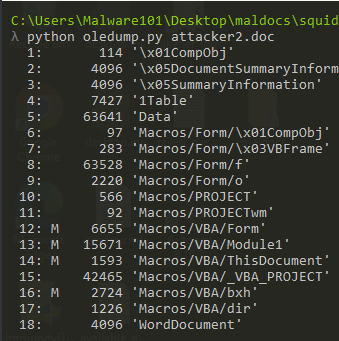 C:\Users\Malware101\Desktop\maldocs\squid
λ python oledump.py attacker2.doc
1: 114 '\x01CompObj'
2: 4096 '\x05DocumentSummaryInform
3: 4096 '\x05SummaryInformation'
4: 7427 '1Table'
5: 63641 'Data'
6: 97 'Macros/Form/\x01CompObj'
7: 283 'Macros/Form/\x03VBFrame'
8: 63528 'Macros/Form/f'
9: 2220 'Macros/Form/o'
10: 566 'Macros/PROJECT'
11: 92 'Macros/PROJECTwm'
12: M 6655 'Macros/VBA/Form'
13: M 15671 'Macros/VBA/Module1'
14: M 1593 'Macros/VBA/ThisDocument'
15: 42465 'Macros/VBA/_VBA_PROJECT'
16: M 2724 'Macros/VBA/bxh'
17: 1226 'Macros/VBA/dir'
18: 4096 'WordDocument'